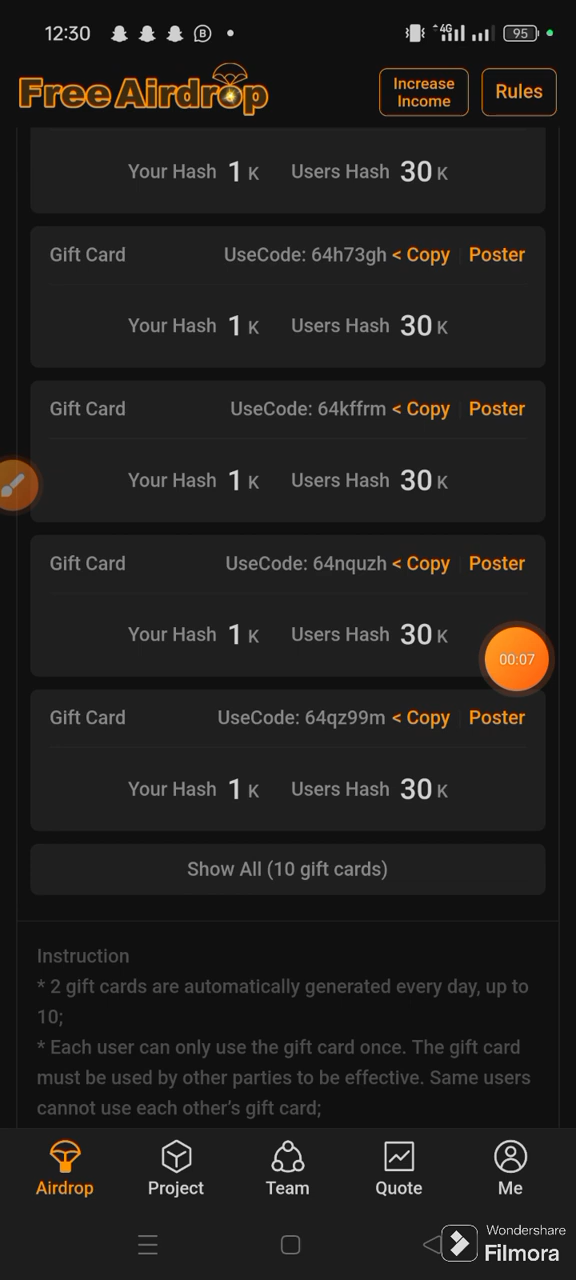 12:30
4G
95
Free Airdrop
Increase
Income
Rules
Your Hash 1 K Users Hash 30 K
Gift Card UseCode: 64h73gh < Copy Poster
Your Hash 1 K Users Hash 30 K
Gift Card UseCode: 64kffrm < Copy Poster
Your Hash 1 K Users Hash 30 K
Gift Card UseCode: 64nquzh < Copy Poster
Your Hash 1 K Users Hash 30 K
00:07
Gift Card UseCode: 64qz99m < Copy Poster
Your Hash 1 K Users Hash 30 K
Show All (10 gift cards)
Instruction
* 2 gift cards are automatically generated every day, up to
10;
* Each user can only use the gift card once. The gift card
must be used by other parties to be effective. Same users
cannot use each other’s gift card;
Airdrop Project Team Quote Me
Wondershare
Filmora